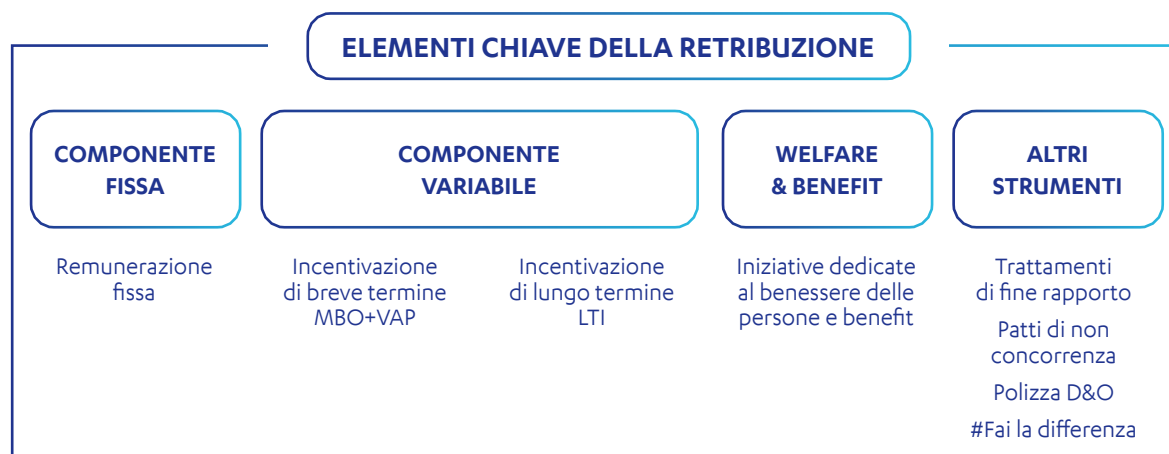 ELEMENTI CHIAVE DELLA RETRIBUZIONE
COMPONENTE
FISSA
Remunerazione
fissa
COMPONENTE
VARIABILE
Incentivazione
di breve termine
MBO+VAP
Incentivazione
di lungo termine
LTI
WELFARE
& BENEFIT
Iniziative dedicate
al benessere delle
persone e benefit
ALTRI
STRUMENTI
Trattamenti
di fine rapporto
Patti di non
concorrenza
Polizza D&O
#Fai la differenza